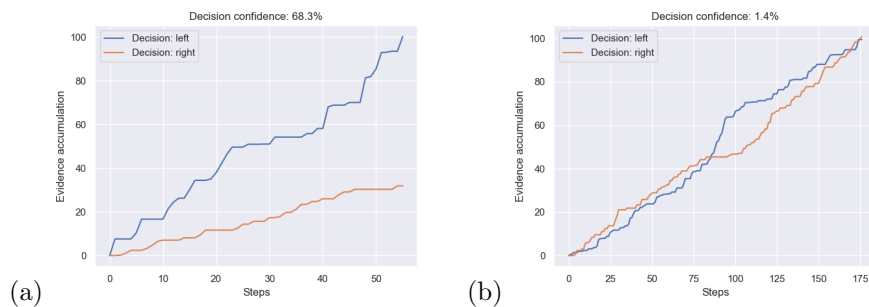 Decision confidence: 68.3%
Decision: left
Decision: right
Evidence accumulation
100
80
60
40
20
0
0 10 20 30 40 50
Steps
(a)
Decision confidence: 1.4%
Decision: left
Decision: right
Evidence accumulation
100
80
60
40
20
0
0 25 50 75 100 125 150 175
Steps
(b)